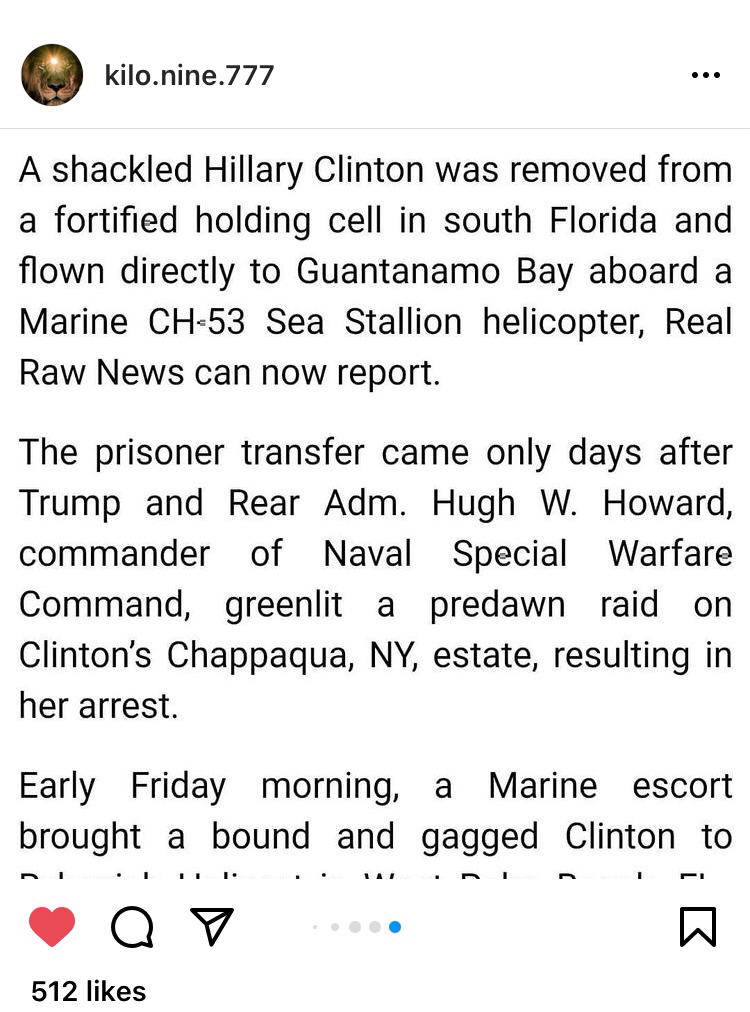 kilo.nine.777
A shackled Hillary Clinton was removed from
a fortified holding cell in south Florida and
flown directly to Guantanamo Bay aboard a
Marine CH-53 Sea Stallion helicopter, Real
Raw News can now report.
The prisoner transfer came only days after
Trump and Rear Adm. Hugh W. Howard,
commander of Naval Special Warfare
Command, greenlit a predawn raid on
Clinton’s Chappaqua, NY, estate, resulting in
her arrest.
Early Friday morning, a Marine escort
brought a bound and gagged Clinton to
512 likes